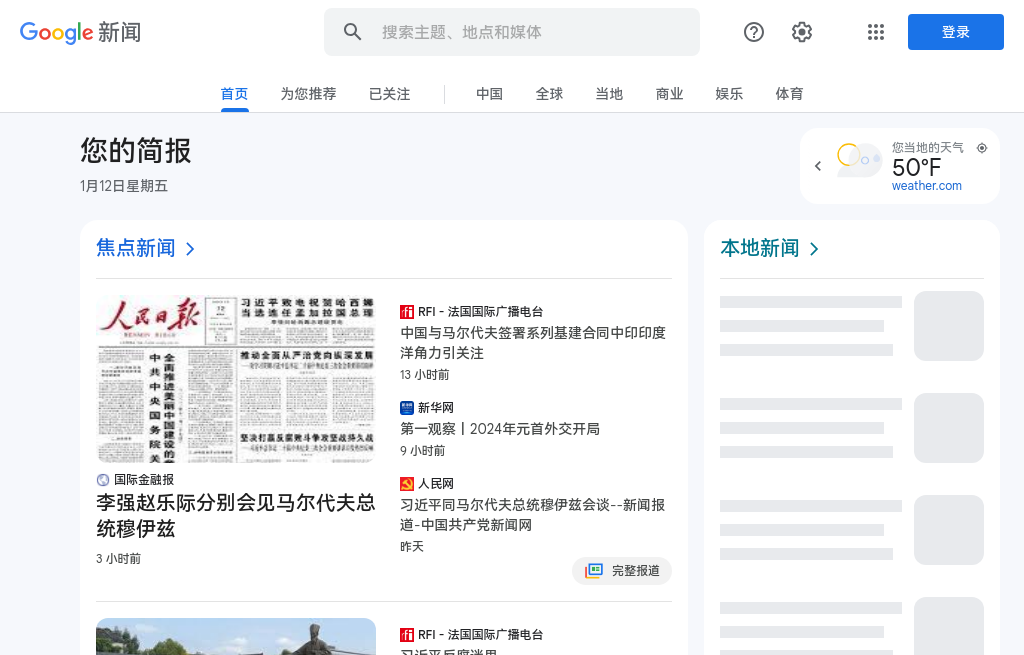 Google 新闻
搜索主题、地点和媒体
登录
首页
为您推荐
已关注
中国
全球
当地
商业
娱乐
体育
您的简报
1月12日星期五
您当地的天气
50°F
weather.com
焦点新闻
人民日报
习近平致电祝贺哈西娜
当选连任孟加拉国总理
推动全面从严治党向纵深发展
中共中央国务院关
全面推进美丽中国建设的
坚决打赢反腐败斗争攻坚战持久战
国际金融报
李强赵乐际分别会见马尔代夫总
统穆伊兹
3 小时前
RFI - 法国国际广播电台
中国与马尔代夫签署系列基建合同中印印度
洋角力引关注
13 小时前
新华网
第一观察丨2024年元首外交开局
9 小时前
人民网
习近平同马尔代夫总统穆伊兹会谈--新闻报
道-中国共产党新闻网
昨天
完整报道
RFI - 法国国际广播电台
习近平反腐迷思
本地新闻